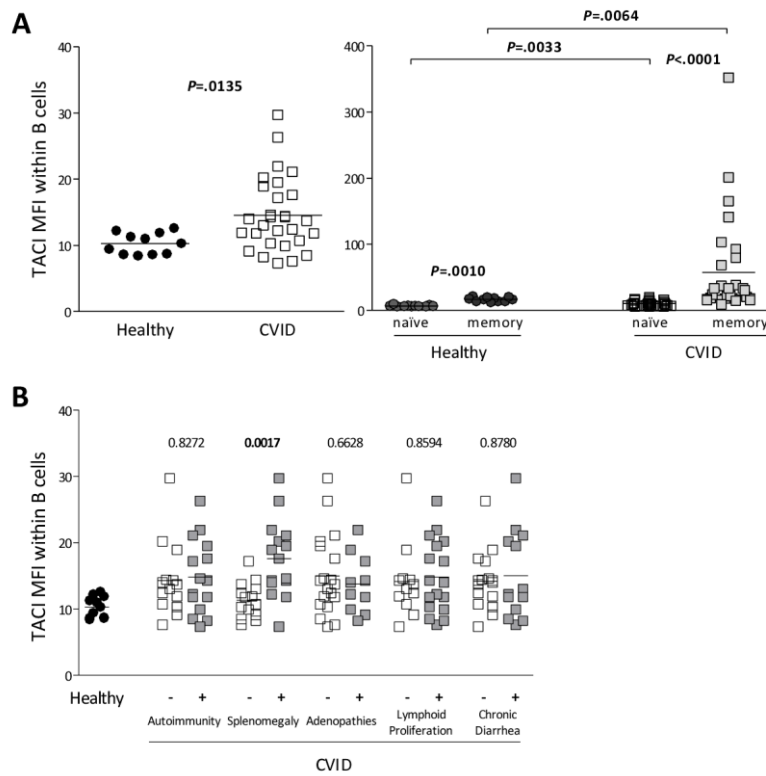 A
TACI MFI within B cells
40
30
20
10
0
P=.0135
Healthy
CVID
400
300
200
100
0
P=.0064
P=.0033
P<.0001
P=.0010
naïve
memory
naïve
memory
Healthy
CVID
B
TACI MFI within B cells
40
30
20
10
0
0.8272 0.0017 0.6628 0.8594 0.8780
Healthy
- + - + - + - + - +
Autoimmunity Splenomegaly Adenopathies Lymphoid Proliferation Chronic Diarrhea
CVID